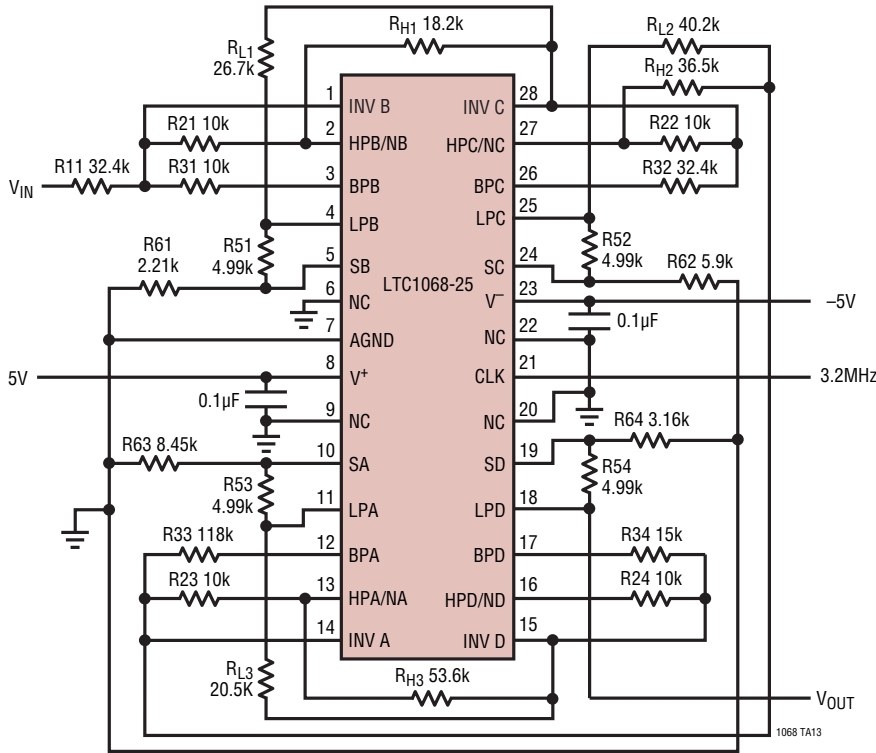 RH1 18.2k
RL1
26.7k
RL2 40.2k
RH2 36.5k
1
INV B
INV C
28
R21 10k
2
HPB/NB
HPC/NC
27
R22 10k
VIN
R11 32.4k
R31 10k
3
BPB
BPC
26
R32 32.4k
4
LPB
LPC
25
R61
2.21k
R51
4.99k
R52
4.99k
5
SB
SC
24
R62 5.9k
LTC1068-25
6
NC
V–
23
–5V
7
AGND
NC
22
0.1µF
5V
8
V+
CLK
21
3.2MHz
0.1µF
9
NC
NC
20
R64 3.16k
R63 8.45k
10
SA
SD
19
R53
4.99k
R54
4.99k
11
LPA
LPD
18
R33 118k
12
BPA
BPD
17
R34 15k
R23 10k
13
HPA/NA
HPD/ND
16
R24 10k
14
INV A
INV D
15
RL3
20.5K
RH3 53.6k
VOUT
1068 TA13